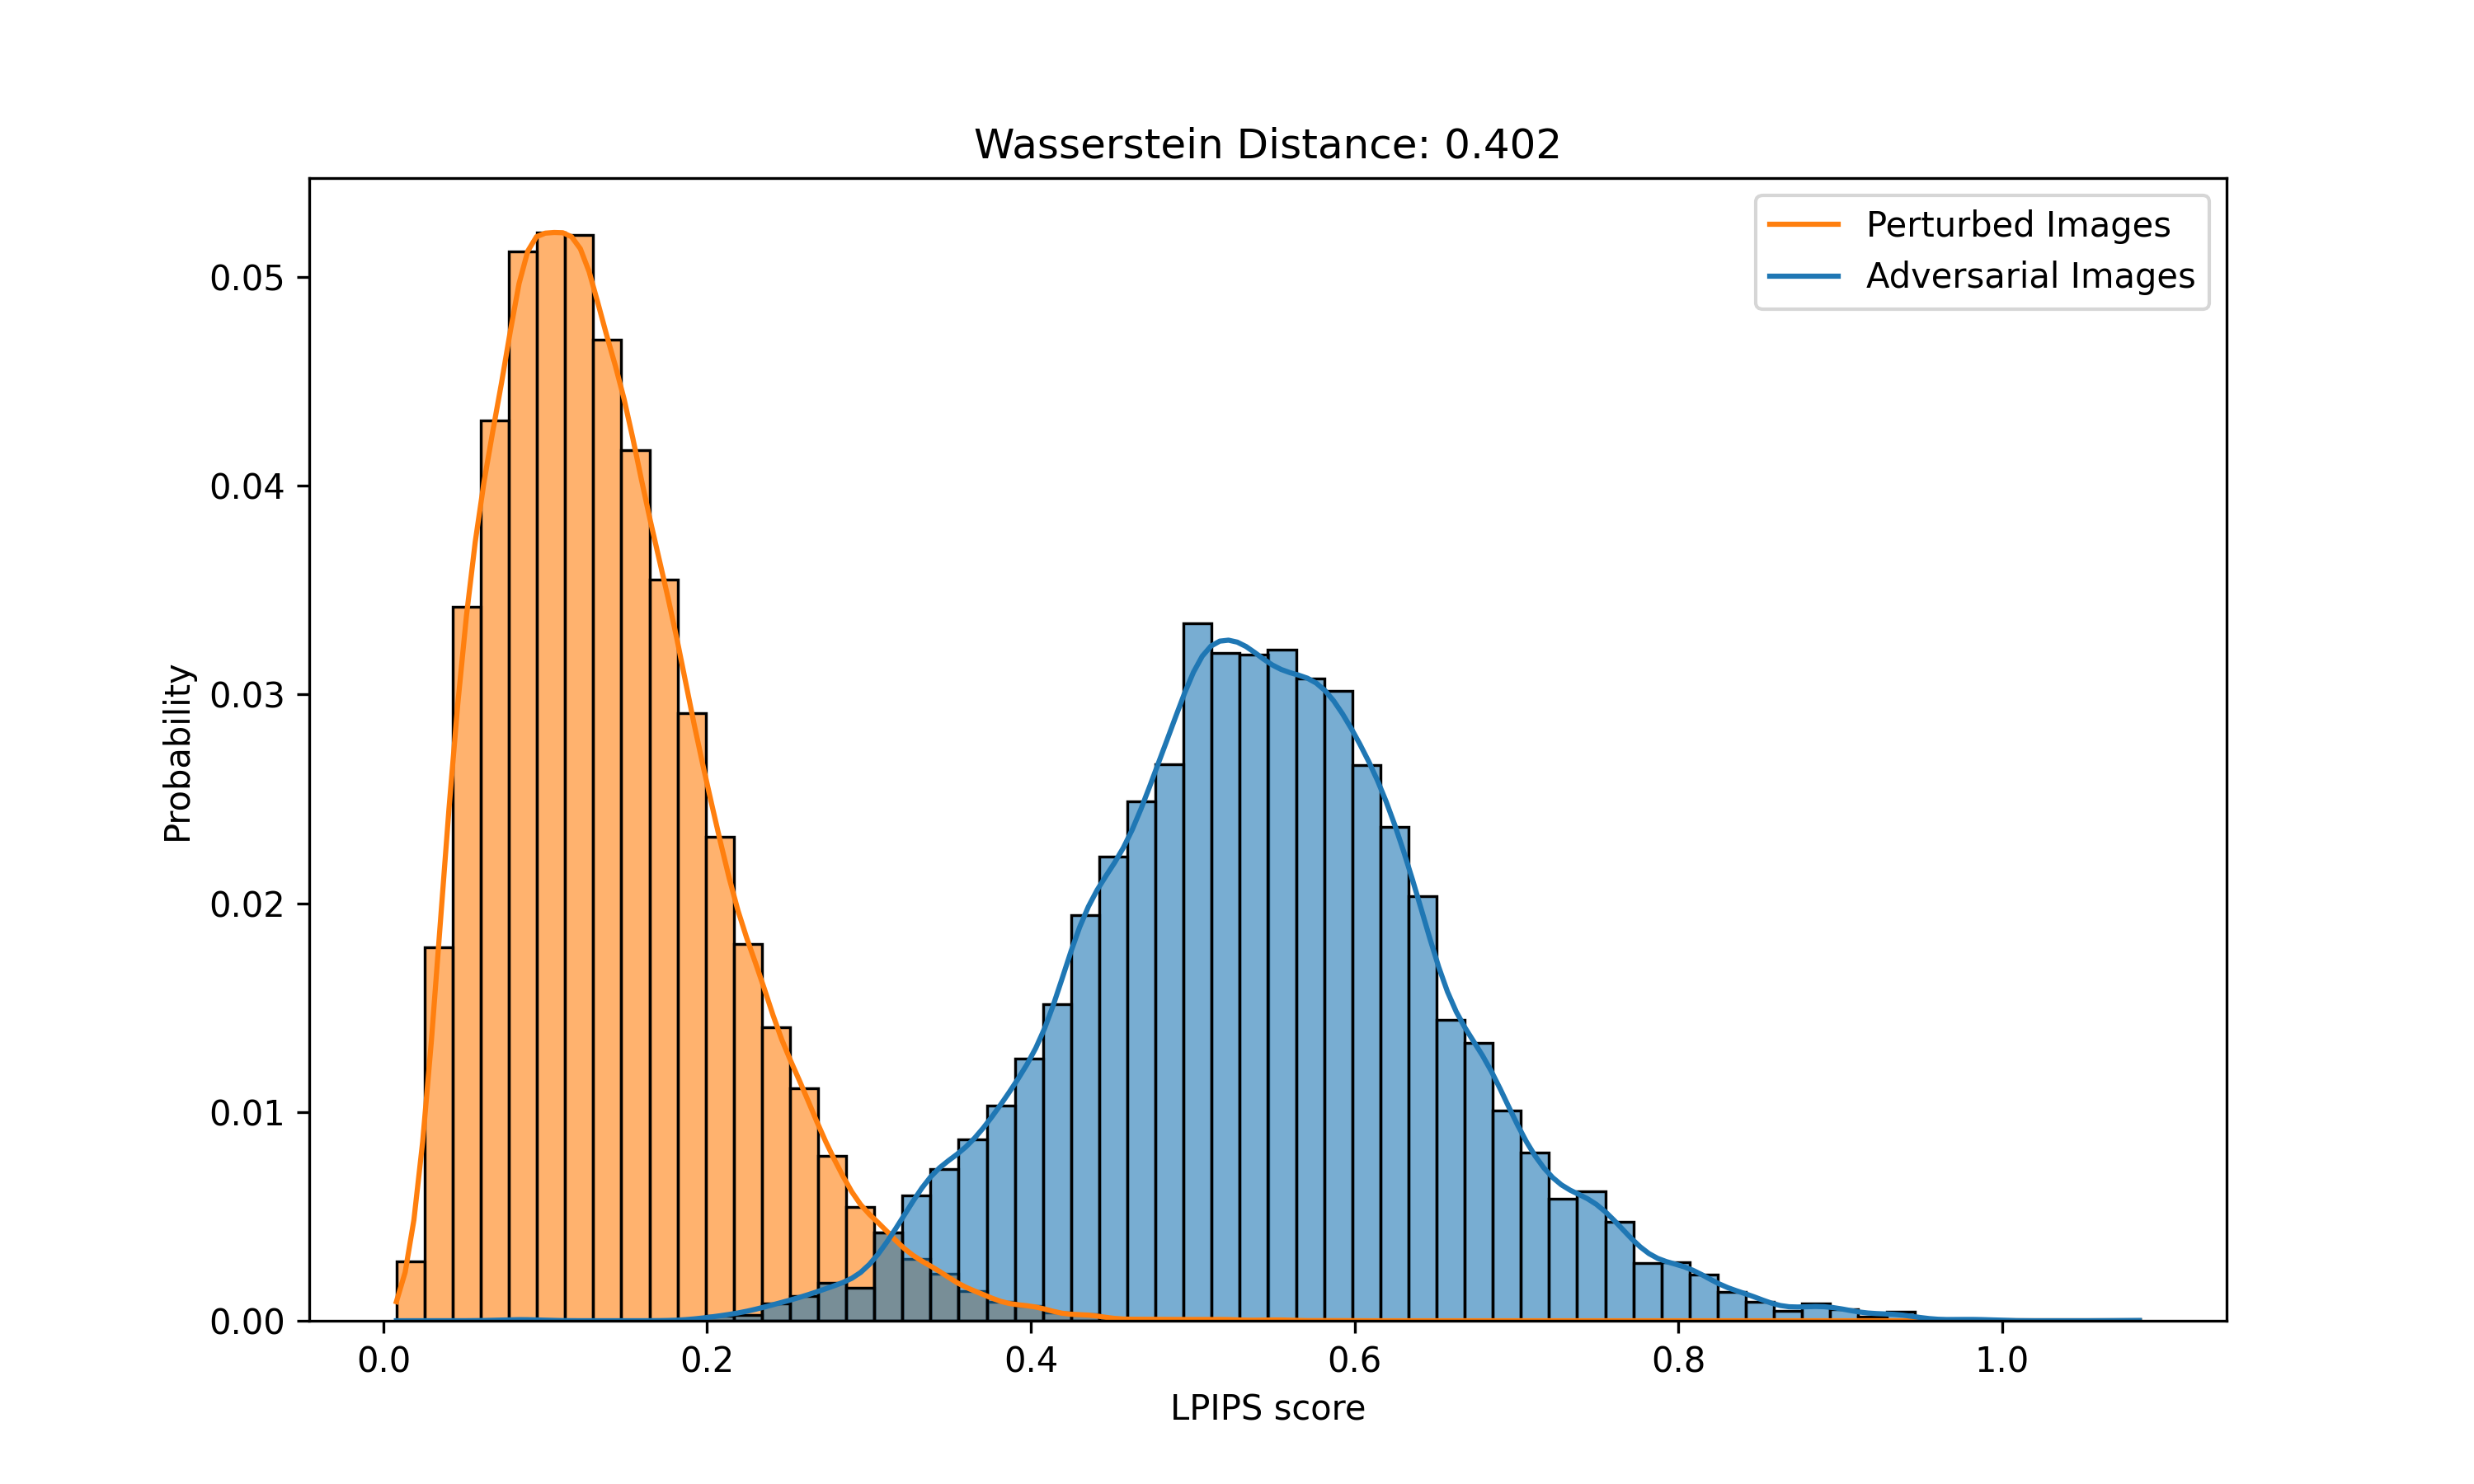 Wasserstein Distance: 0.402
Perturbed Images
Adversarial Images
Probability
0.05
0.04
0.03
0.02
0.01
0.00
0.0
0.2
0.4
0.6
0.8
1.0
LPIPS score